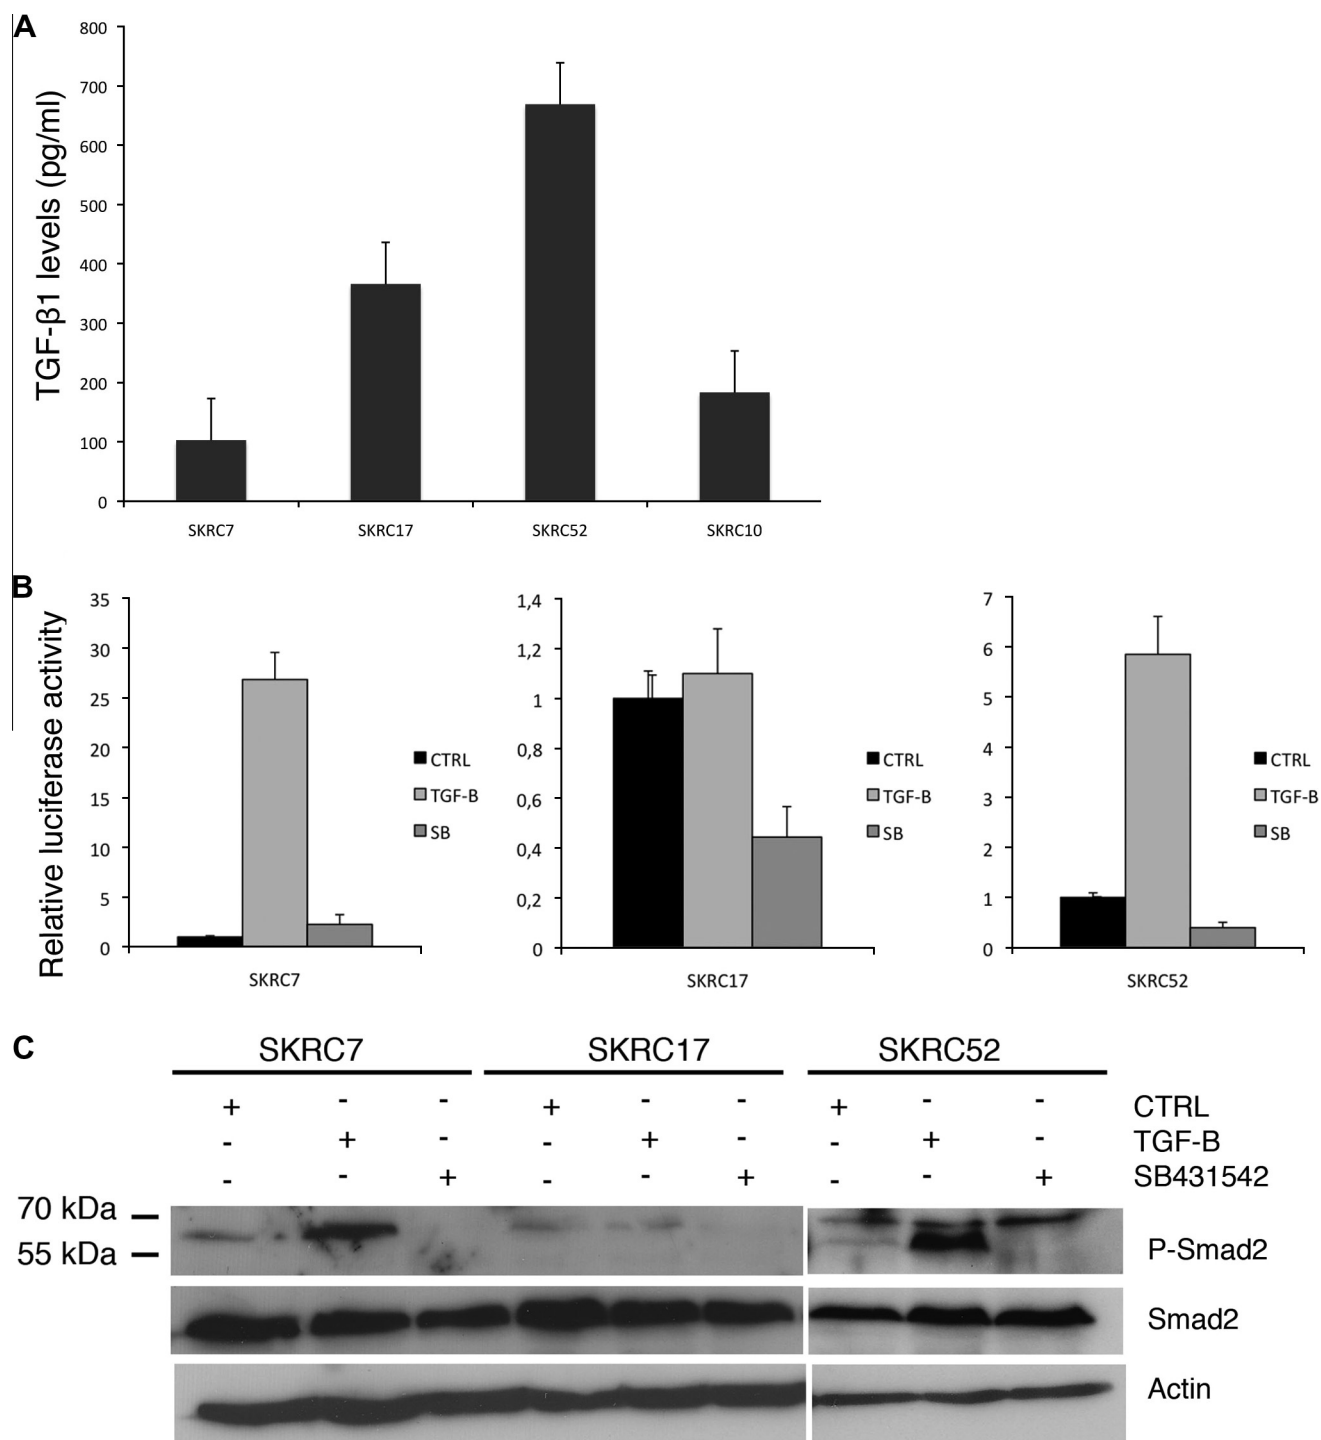 A
TGF-β1 levels (pg/ml)
800
700
600
500
400
300
200
100
0
SKRC7 SKRC17 SKRC52 SKRC10
B
Relative luciferase activity
35
30
25
20
15
10
5
0
SKRC7
CTRL
TGF-B
SB
1,4
1,2
1
0,8
0,6
0,4
0,2
0
SKRC17
CTRL
TGF-B
SB
7
6
5
4
3
2
1
0
SKRC52
CTRL
TGF-B
SB
C
SKRC7 SKRC17 SKRC52
+ - - + - - + - - CTRL
- + - - + - - + - TGF-B
- - + - - + - - + SB431542
70 kDa
55 kDa
P-Smad2
Smad2
Actin